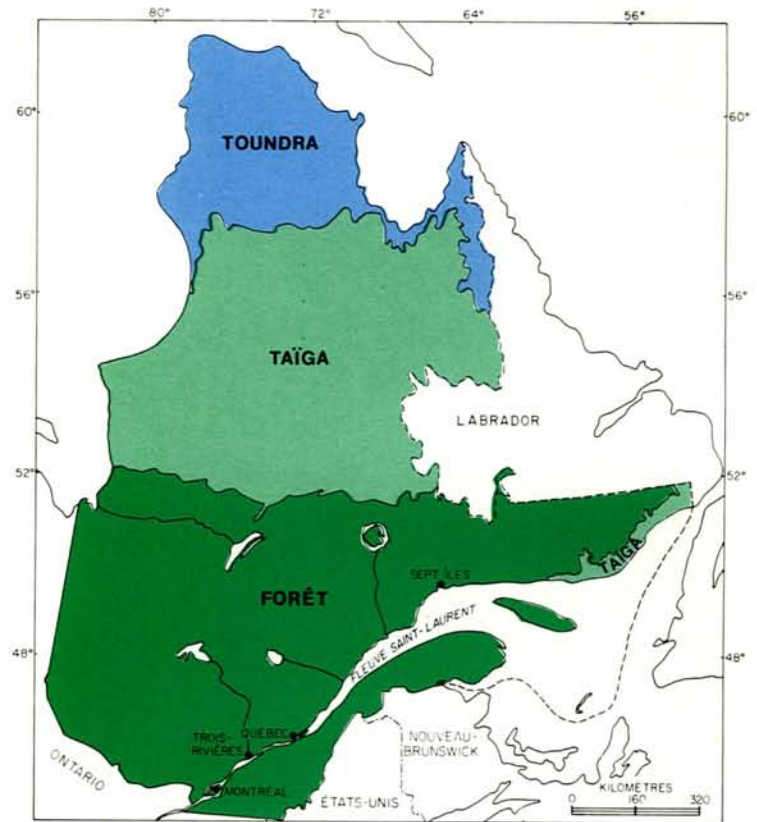 80° 72° 64° 56°
60° 60°
TOUNDRA
56° 56°
TAÏGA
LABRADOR
52° 52°
TAÏGA
SEPT-ÎLES
FORÊT
FLEUVE SAINT-LAURENT
48° 48°
QUÉBEC
TROIS-
RIVIÈRES
NOUVEAU-
BRUNSWICK
ONTARIO
MONTRÉAL
ÉTATS-UNIS
KILOMÈTRES
0 160 320